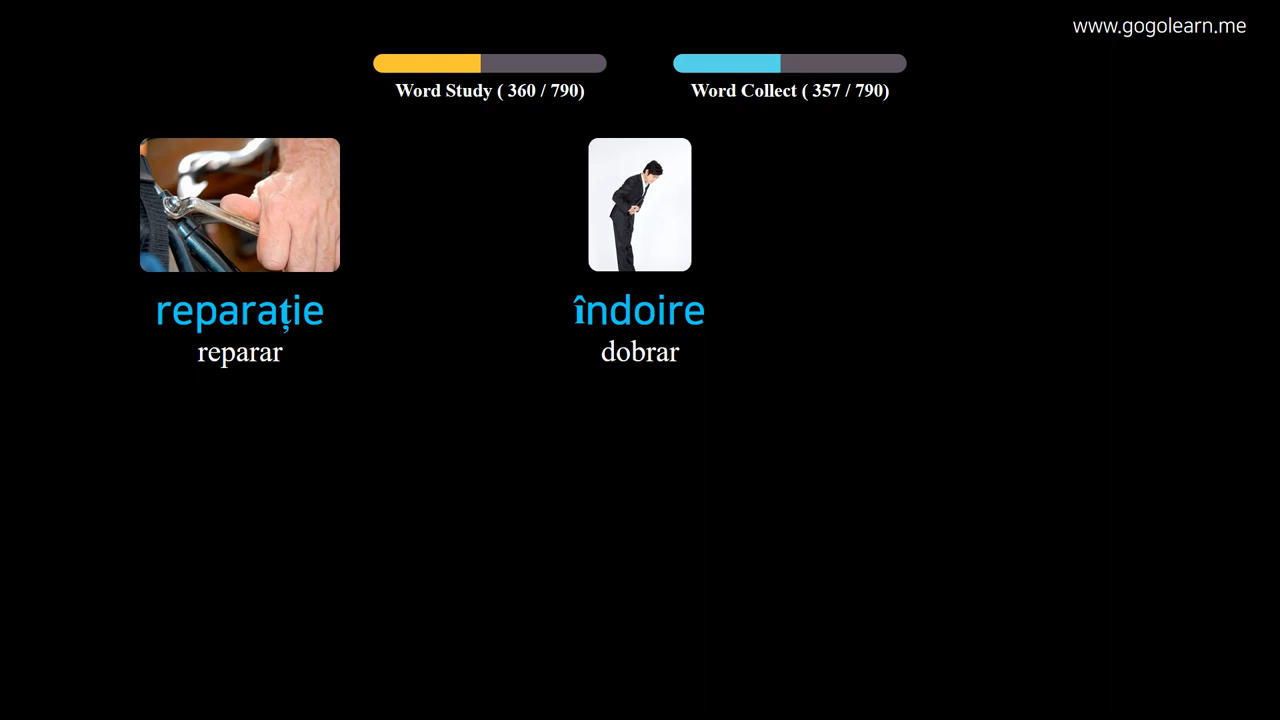 www.gogolearn.me
Word Study ( 360 / 790)
Word Collect ( 357 / 790)
reparație
reparar
îndoire
dobrar